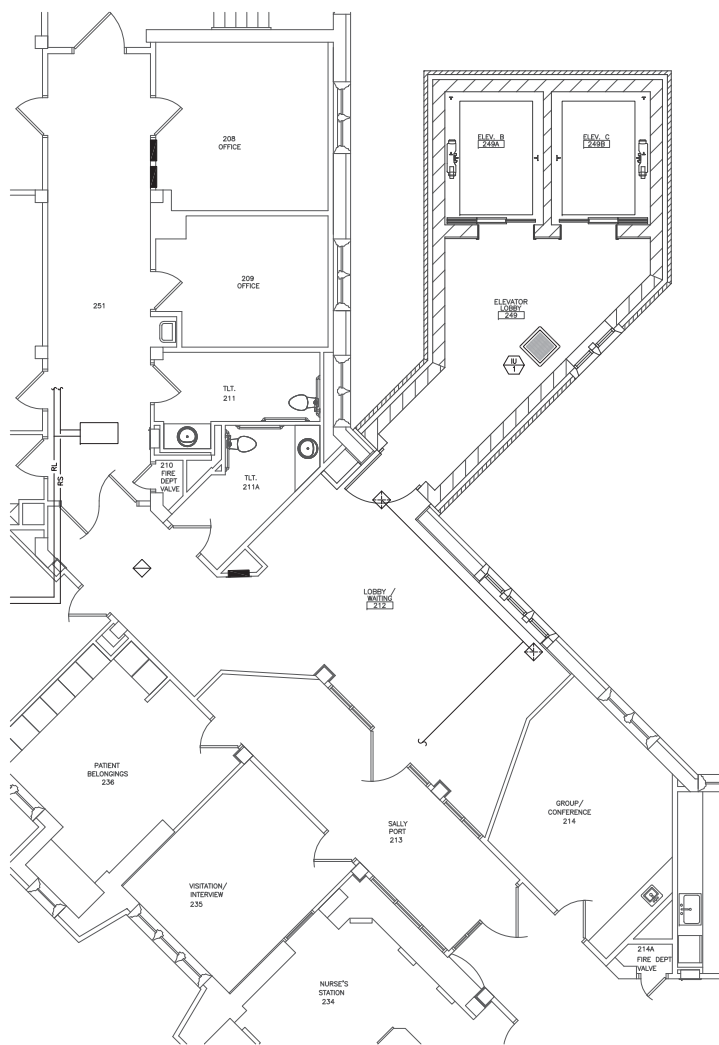 208
OFFICE
ELEV. B
249A
ELEV. C
249B
209
OFFICE
251
ELEVATOR
LOBBY
249
IU
1
TLT.
211
210
FIRE
DEPT
VALVE
TLT.
211A
RL
RS
LOBBY /
WAITING
212
PATIENT
BELONGINGS
236
GROUP/
CONFERENCE
214
SALLY
PORT
213
VISITATION/
INTERVIEW
235
214A
FIRE DEPT
VALVE
NURSE'S
STATION
234